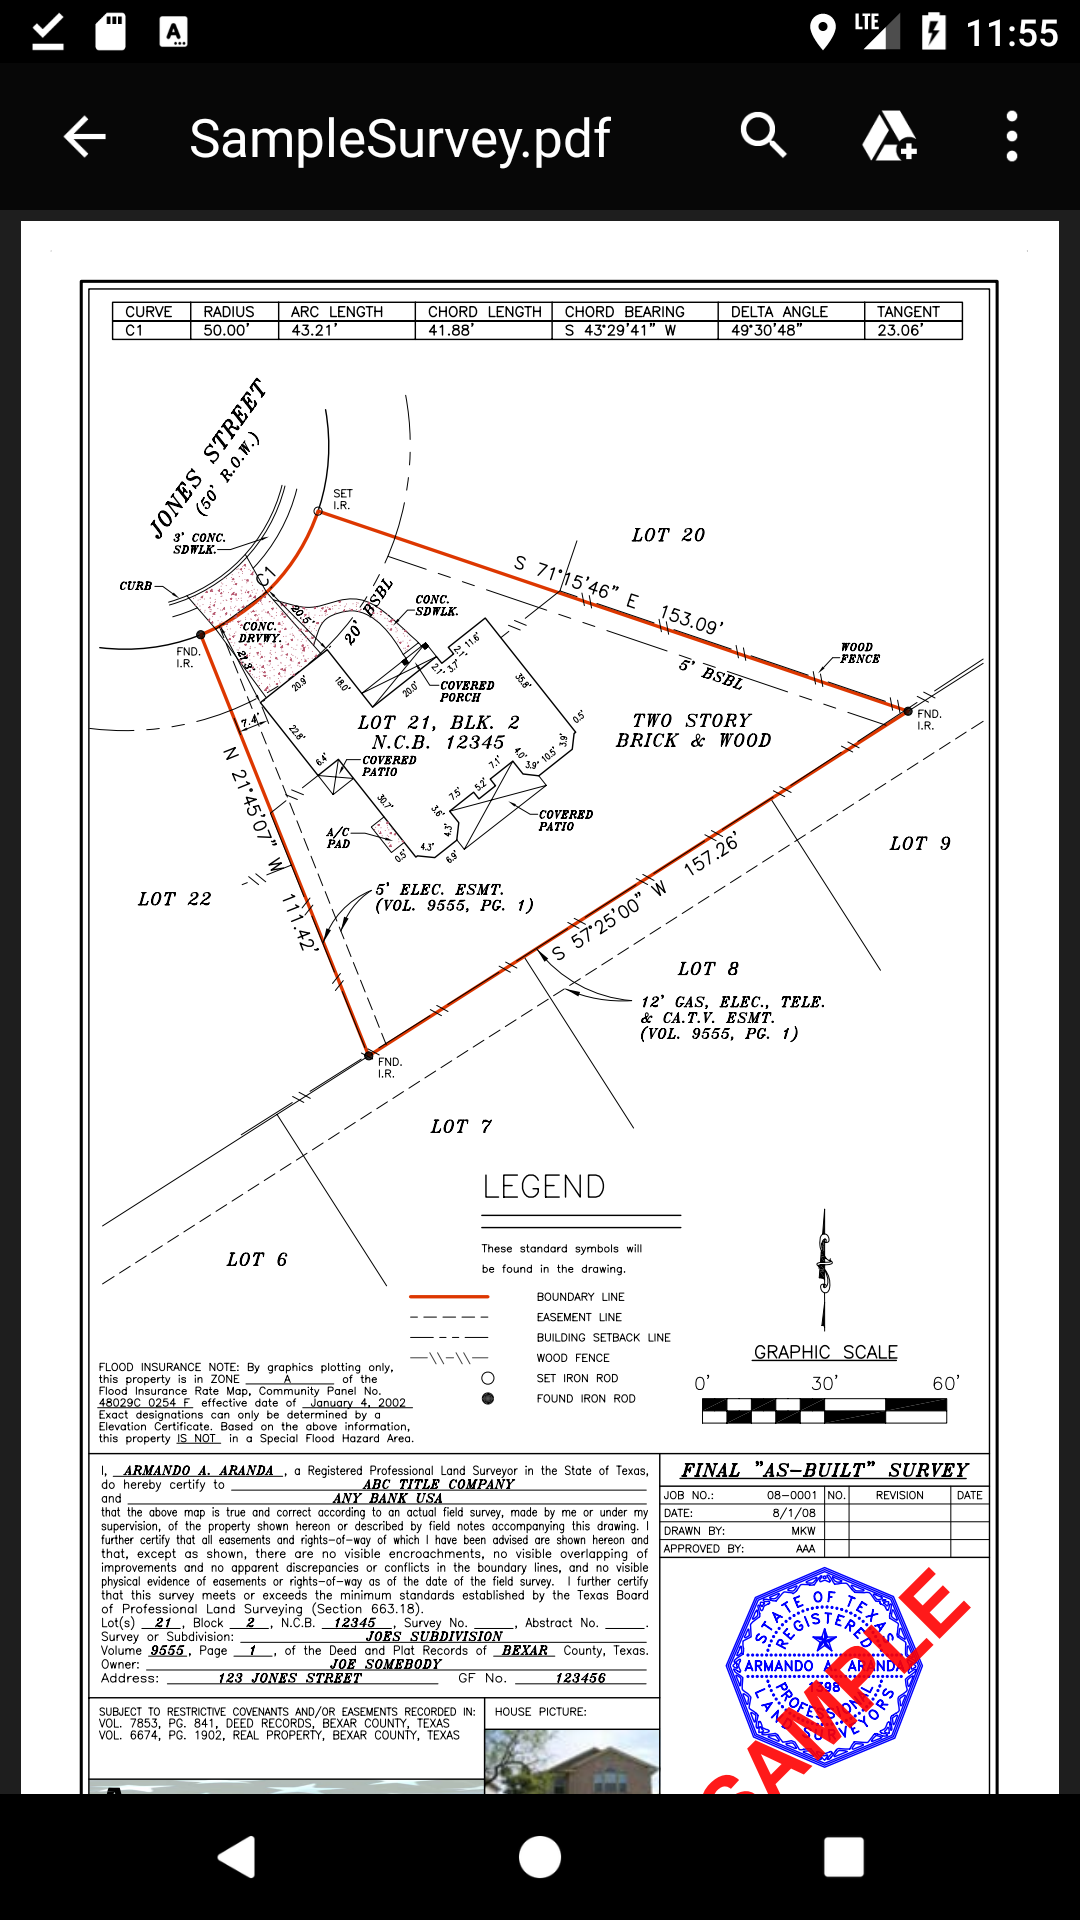 LTE 11:55
A
SampleSurvey.pdf
CURVE RADIUS ARC LENGTH CHORD LENGTH CHORD BEARING DELTA ANGLE TANGENT
C1 50.00' 43.21' 41.88' S 43°29'41" W 49°30'48" 23.06'
JONES STREET
(50' R.O.W.)
SET
I.R.
3' CONC.
SDWLK.
LOT 20
CURB
C1
S 71°15'46" E 153.09'
20.5'
CONC.
SDWLK.
20' BSBL
CONC.
DRVWY.
FND.
I.R.
21.3'
WOOD
FENCE
5' BSBL
2.1'
3.7'
2.1'
11.6'
35.8'
20.9'
18.0'
20.0'
COVERED
PORCH
7.4'
22.8'
LOT 21, BLK. 2
N.C.B. 12345
0.5'
TWO STORY
BRICK & WOOD
FND.
I.R.
3.9'
10.5'
3.9'
4.0'
7.1'
5.2'
7.5'
3.6'
4.3'
6.9'
4.3'
0.5'
30.7'
6.4'
COVERED
PATIO
COVERED
PATIO
A/C
PAD
N 21°45'07" W 111.42'
LOT 9
LOT 22
5' ELEC. ESMT.
(VOL. 9555, PG. 1)
S 57°25'00" W 157.26'
LOT 8
12' GAS, ELEC., TELE.
& CA.T.V. ESMT.
(VOL. 9555, PG. 1)
FND.
I.R.
LOT 7
LOT 6
LEGEND
These standard symbols will
be found in the drawing.
BOUNDARY LINE
EASEMENT LINE
BUILDING SETBACK LINE
WOOD FENCE
SET IRON ROD
FOUND IRON ROD
GRAPHIC SCALE
0' 30' 60'
FLOOD INSURANCE NOTE: By graphics plotting only,
this property is in ZONE A of the
Flood Insurance Rate Map, Community Panel No.
48029C 0254 F effective date of January 4, 2002
Exact designations can only be determined by a
Elevation Certificate. Based on the above information,
this property IS NOT in a Special Flood Hazard Area.
I, ARMANDO A. ARANDA, a Registered Professional Land Surveyor in the State of Texas,
do hereby certify to ABC TITLE COMPANY
and ANY BANK USA
that the above map is true and correct according to an actual field survey, made by me or under my
supervision, of the property shown hereon or described by field notes accompanying this drawing. I
further certify that all easements and rights-of-way of which I have been advised are shown hereon and
that, except as shown, there are no visible encroachments, no visible overlapping of
improvements and no apparent discrepancies or conflicts in the boundary lines, and no visible
physical evidence of easements or rights-of-way as of the date of the field survey. I further certify
that this survey meets or exceeds the minimum standards established by the Texas Board
of Professional Land Surveying (Section 663.18).
Lot(s) 21, Block 2, N.C.B. 12345, Survey No. , Abstract No. .
Survey or Subdivision: JOES SUBDIVISION
Volume 9555, Page 1, of the Deed and Plat Records of BEXAR County, Texas.
Owner: JOE SOMEBODY
Address: 123 JONES STREET GF No. 123456
SUBJECT TO RESTRICTIVE COVENANTS AND/OR EASEMENTS RECORDED IN:
VOL. 7853, PG. 841, DEED RECORDS, BEXAR COUNTY, TEXAS
VOL. 6674, PG. 1902, REAL PROPERTY, BEXAR COUNTY, TEXAS
HOUSE PICTURE:
FINAL "AS-BUILT" SURVEY
JOB NO.: 08-0001 NO. REVISION DATE
DATE: 8/1/08
DRAWN BY: MKW
APPROVED BY: AAA
STATE OF TEXAS
REGISTERED
ARMANDO A. ARANDA
1398
PROFESSIONAL
LAND SURVEYORS
SAMPLE